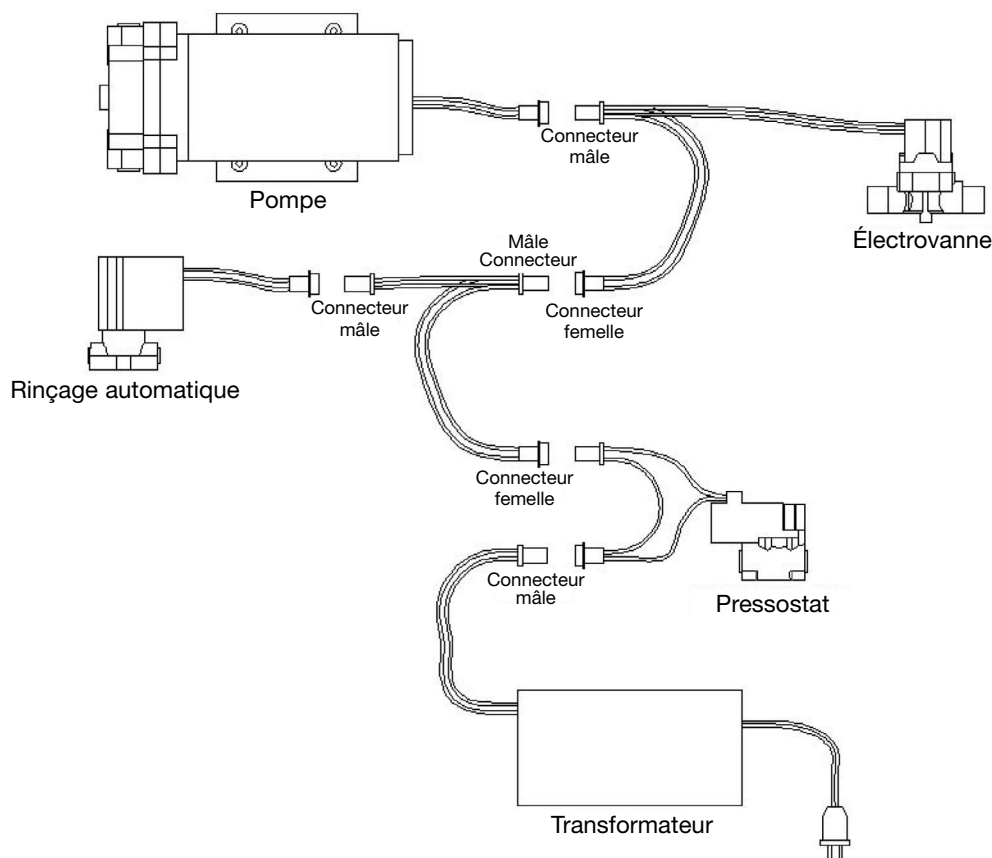 Connecteur
mâle
Pompe
Électrovanne
Mâle
Connecteur
Connecteur
mâle
Connecteur
femelle
Rinçage automatique
Connecteur
femelle
Connecteur
mâle
Pressostat
Transformateur